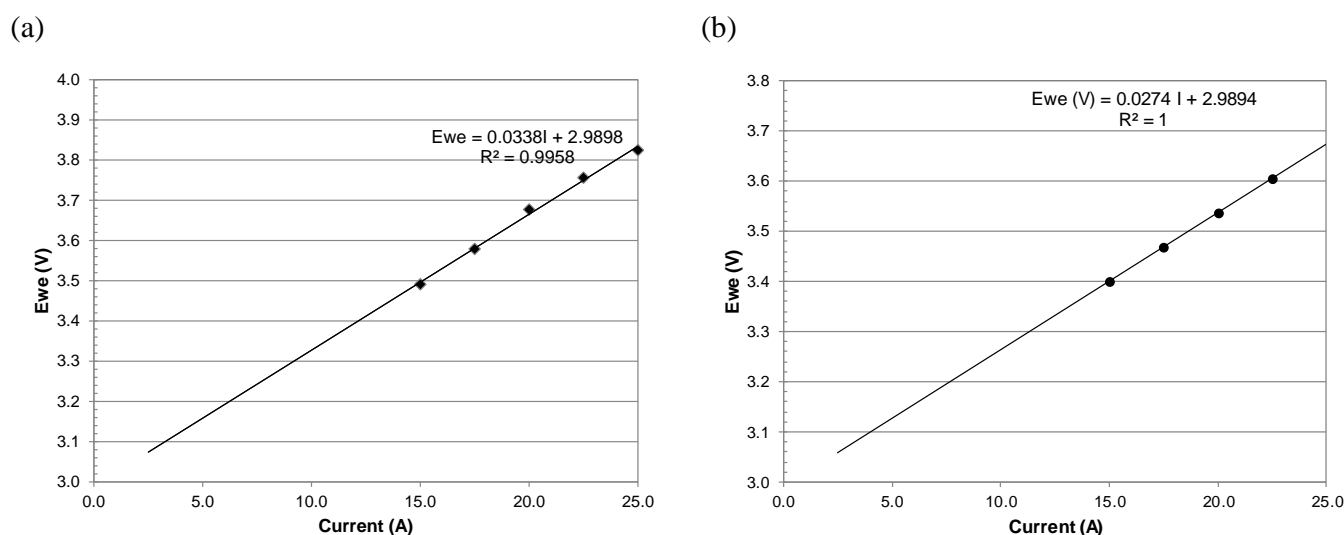 (a)
Ewe (V)
4.0
3.9
3.8
3.7
3.6
3.5
3.4
3.3
3.2
3.1
3.0
Ewe = 0.0338I + 2.9898
R² = 0.9958
0.0 5.0 10.0 15.0 20.0 25.0
Current (A)
(b)
Ewe (V)
3.8
3.7
3.6
3.5
3.4
3.3
3.2
3.1
3.0
Ewe (V) = 0.0274 I + 2.9894
R² = 1
0.0 5.0 10.0 15.0 20.0 25.0
Current (A)